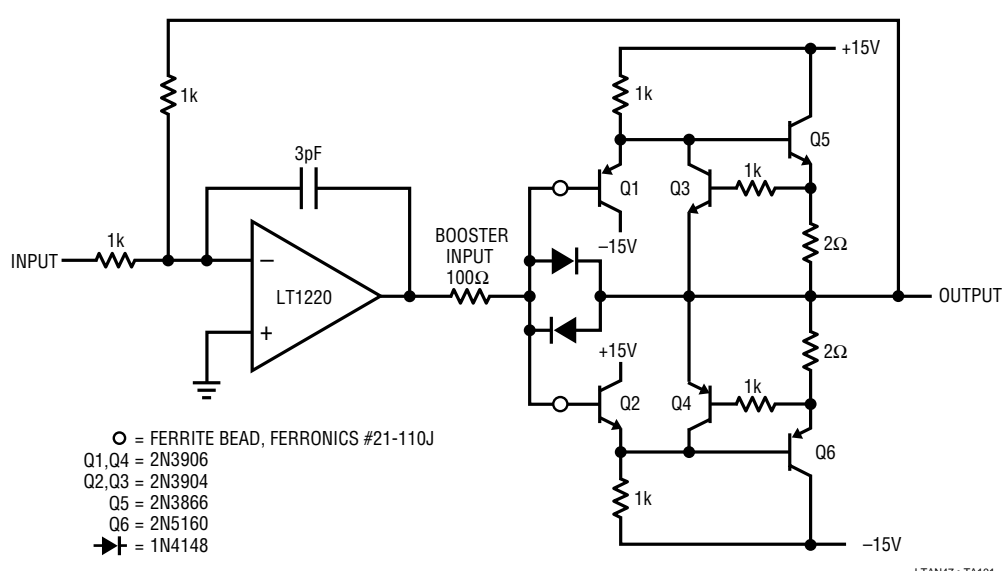 +15V
1k
1k
Q5
3pF
Q1
Q3
1k
1k
BOOSTER
INPUT
100Ω
–15V
2Ω
INPUT
–
LT1220
+
OUTPUT
+15V
2Ω
1k
Q2
Q4
Q6
1k
–15V
= FERRITE BEAD, FERRONICS #21-110J
Q1,Q4 = 2N3906
Q2,Q3 = 2N3904
Q5 = 2N3866
Q6 = 2N5160
= 1N4148